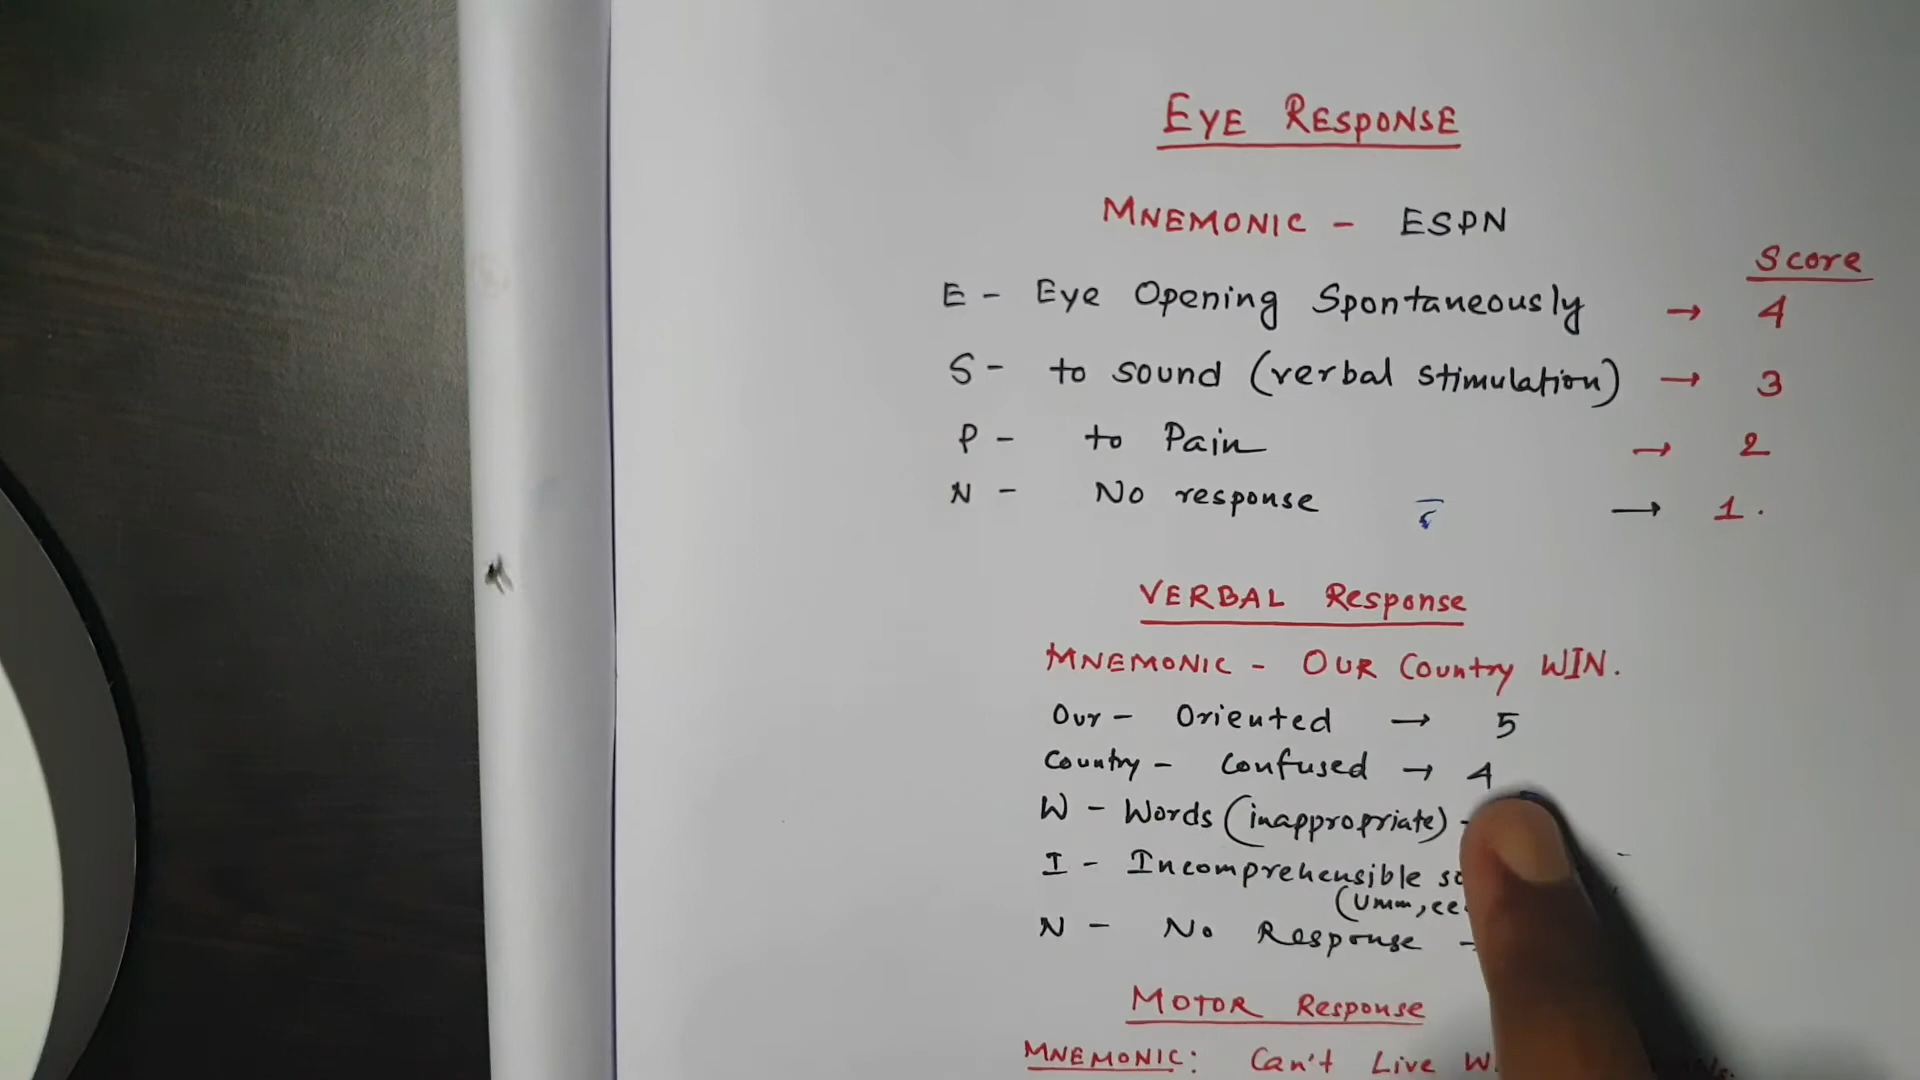 EYE RESPONSE
MNEMONIC - ESPN
Score
E - Eye Opening Spontaneously → 4
S - to sound (verbal stimulation) → 3
P - to Pain → 2
N - No response → 1.
VERBAL Response
MNEMONIC - OUR Country WIN.
Our - Oriented → 5
Country - Confused → 4
W - Words (inappropriate) -
I - Incomprehensible
(Umm,
N - No Response →
MOTOR Response
MNEMONIC: Can't Live